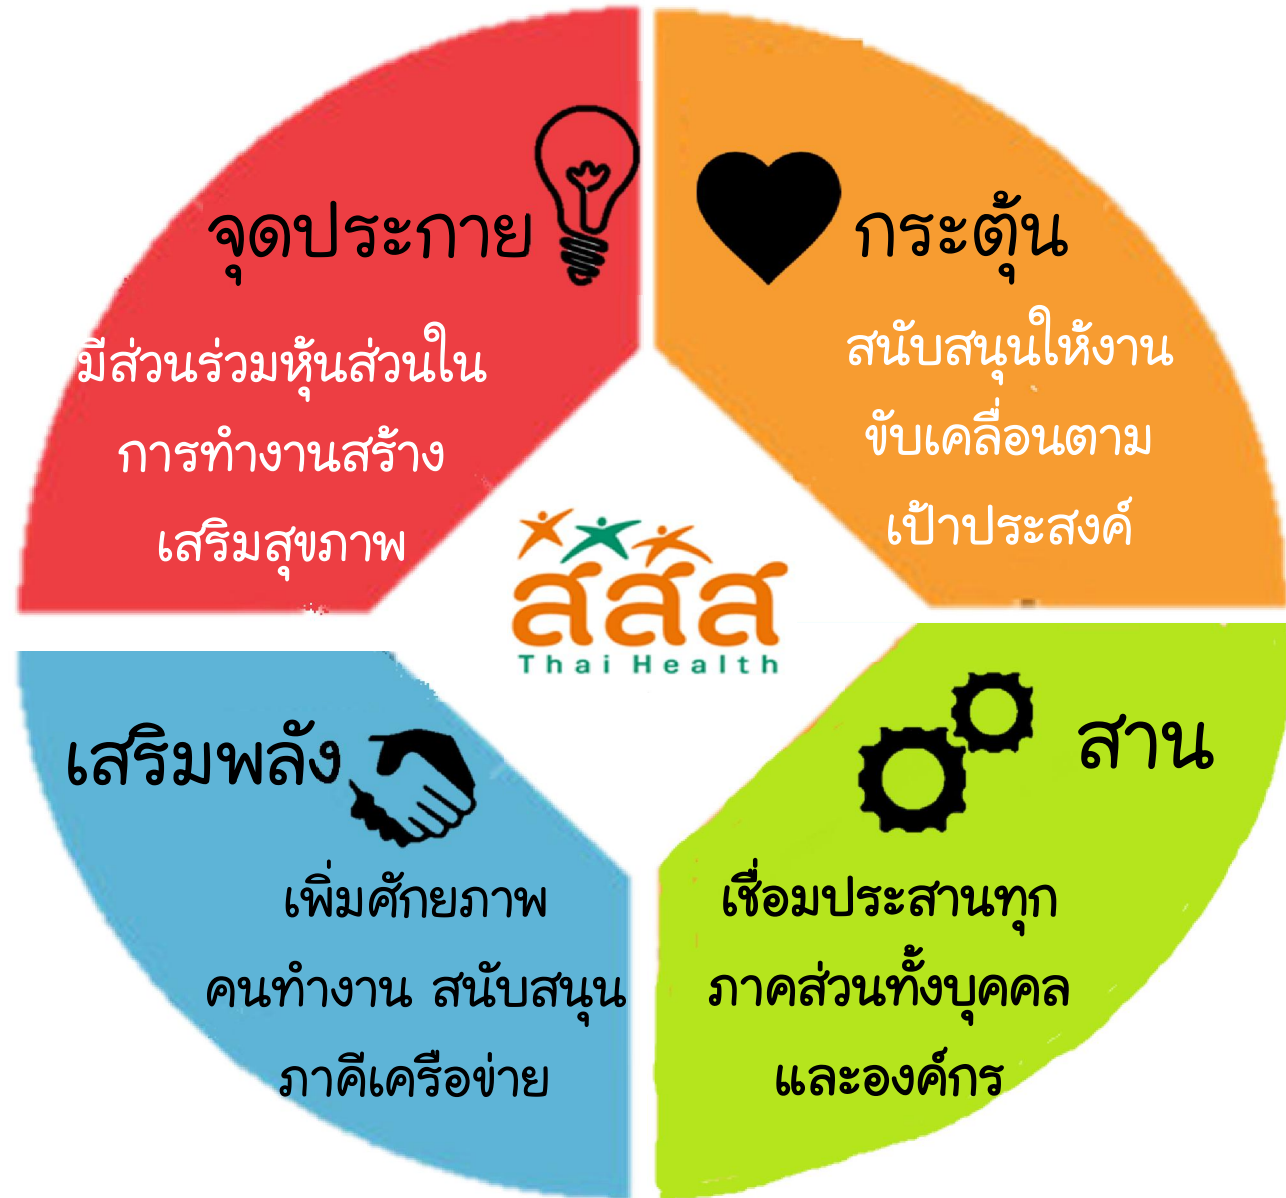 จุดประกาย
มีส่วนร่วมหุ้นส่วนใน
การทำงานสร้าง
เสริมสุขภาพ
กระตุ้น
สนับสนุนให้งาน
ขับเคลื่อนตาม
เป้าประสงค์
สสส
Thai Health
เสริมพลัง
เพิ่มศักยภาพ
คนทำงาน สนับสนุน
ภาคีเครือข่าย
สาน
เชื่อมประสานทุก
ภาคส่วนทั้งบุคคล
และองค์กร